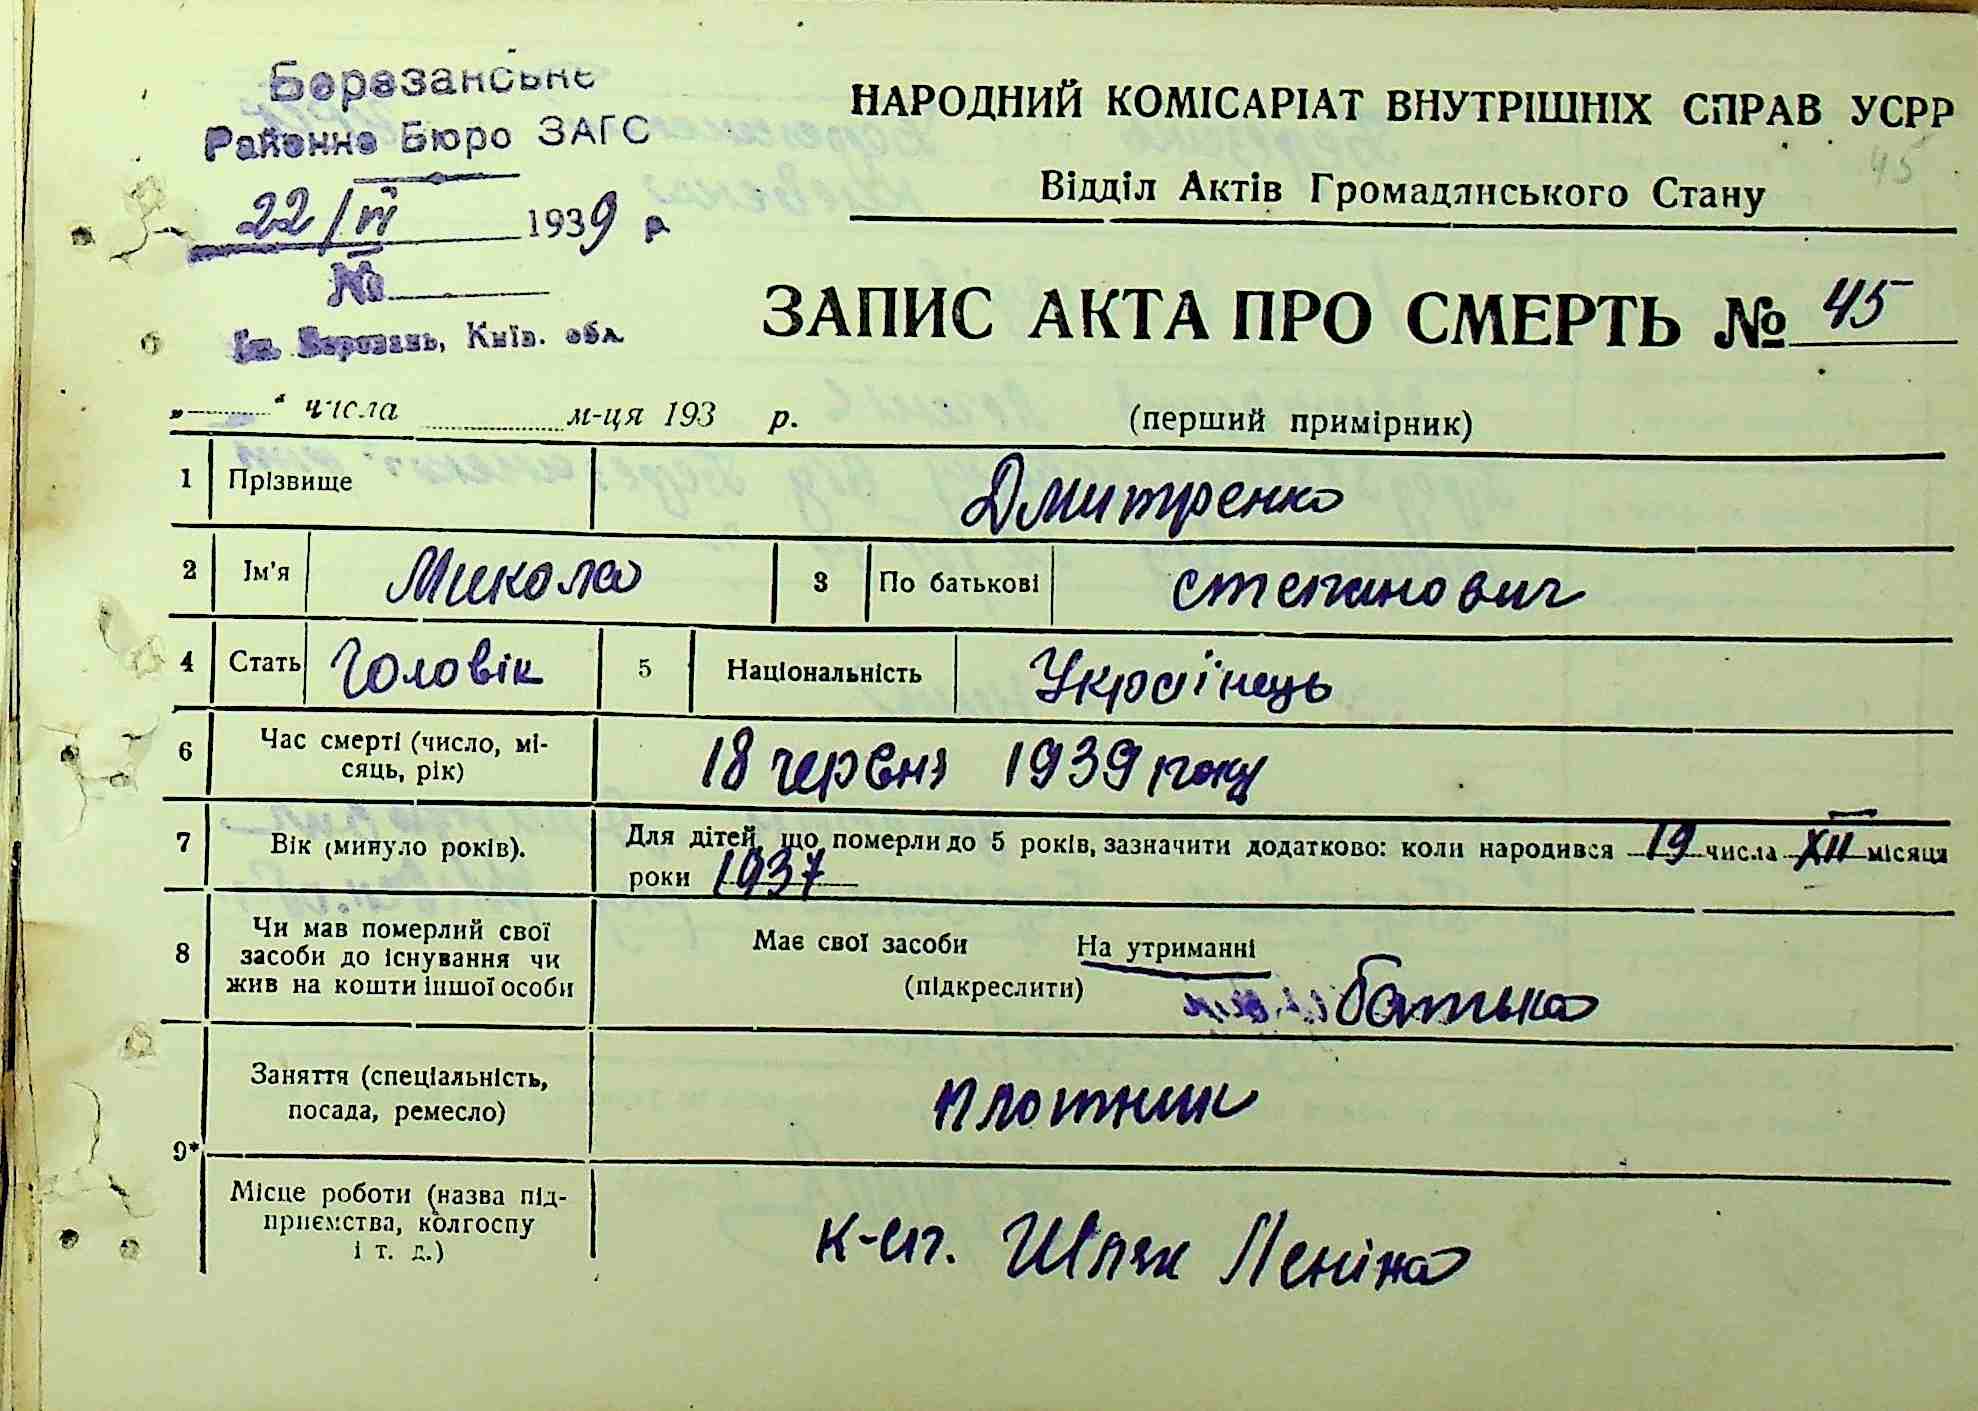 Березанське
Районне Бюро ЗАГС
22/VI 1939 р.
№
Березань, Київ. обл.
НАРОДНИЙ КОМІСАРІАТ ВНУТРІШНІХ СПРАВ УСРР
45
Відділ Актів Громадянського Стану
ЗАПИС АКТА ПРО СМЕРТЬ № 45
„ “ числа м-ця 193 р.
(перший примірник)
1 Прізвище Дмитренко
2 Ім'я Микола 3 По батькові Степанович
4 Стать Чоловік 5 Національність Українець
6 Час смерті (число, мі-
сяць, рік) 18 червня 1939 року
7 Вік (минуло років). Для дітей, що померли до 5 років, зазначити додатково: коли народився 19 числа XII місяця
роки 1937
8 Чи мав померлий свої
засоби до існування чи
жив на кошти іншої особи
Має свої засоби На утриманні
(підкреслити) батька
9* Заняття (спеціальність,
посада, ремесло) плотник
Місце роботи (назва під-
приємства, колгоспу
і т. д.)
к-сп. Шлях Леніна